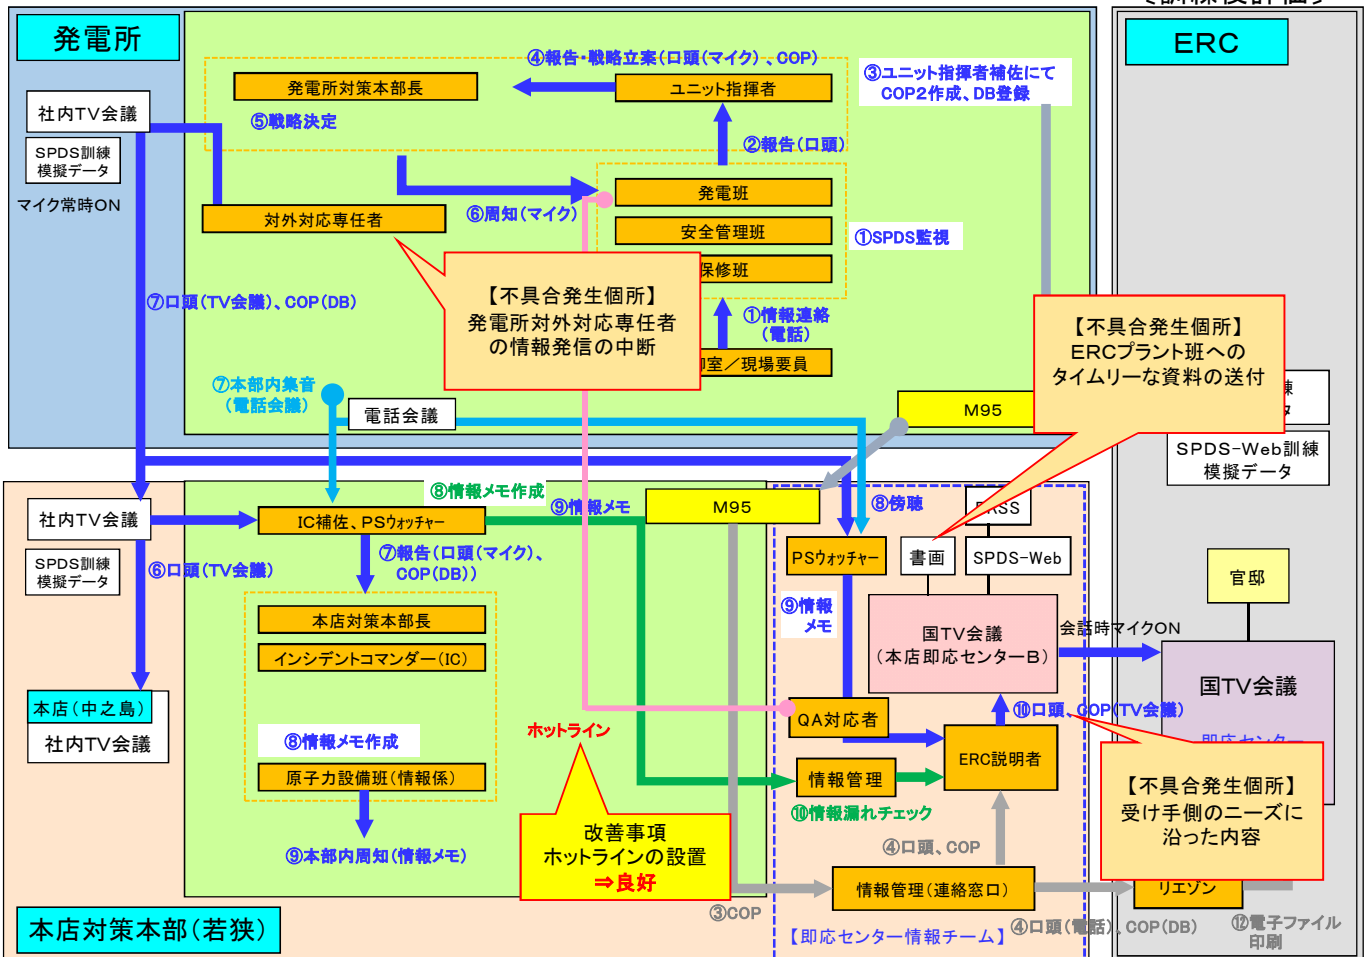 発電所
ERC
④報告・戦略立案(口頭(マイク)、COP)
③ユニット指揮者補佐にて
COP2作成、DB登録
発電所対策本部長
ユニット指揮者
社内TV会議
⑤戦略決定
②報告(口頭)
SPDS訓練
模擬データ
マイク常時ON
発電班
⑥周知(マイク)
対外対応専任者
安全管理班
①SPDS監視
保修班
【不具合発生個所】
発電所対外対応専任者
の情報発信の中断
⑦口頭(TV会議)、COP(DB)
①情報連絡
(電話)
【不具合発生個所】
ERCプラント班への
タイムリーな資料の送付
室/現場要員
⑦本部内集音
(電話会議)
電話会議
M95
SPDS-Web訓練
模擬データ
⑧情報メモ作成
⑨情報メモ
M95
⑧傍聴
社内TV会議
IC補佐、PSウォッチャー
SPDS訓練
模擬データ
⑥口頭(TV会議)
⑦報告(口頭(マイク)、
COP(DB))
PSウォッチャー
書画
SPDS-Web
官邸
⑨情報
メモ
本店対策本部長
インシデントコマンダー(IC)
国TV会議
(本店即応センターB)
会話時マイクON
国TV会議
即応センター
本店(中之島)
社内TV会議
ホットライン
QA対応者
⑩口頭、COP(TV会議)
⑧情報メモ作成
ERC説明者
原子力設備班(情報係)
情報管理
⑩情報漏れチェック
【不具合発生個所】
受け手側のニーズに
沿った内容
改善事項
ホットラインの設置
⇒良好
⑨本部内周知(情報メモ)
④口頭、COP
情報管理(連絡窓口)
リエゾン
③COP
④口頭(電話)、COP(DB)
⑫電子ファイル
印刷
本店対策本部(若狭)
【即応センター情報チーム】